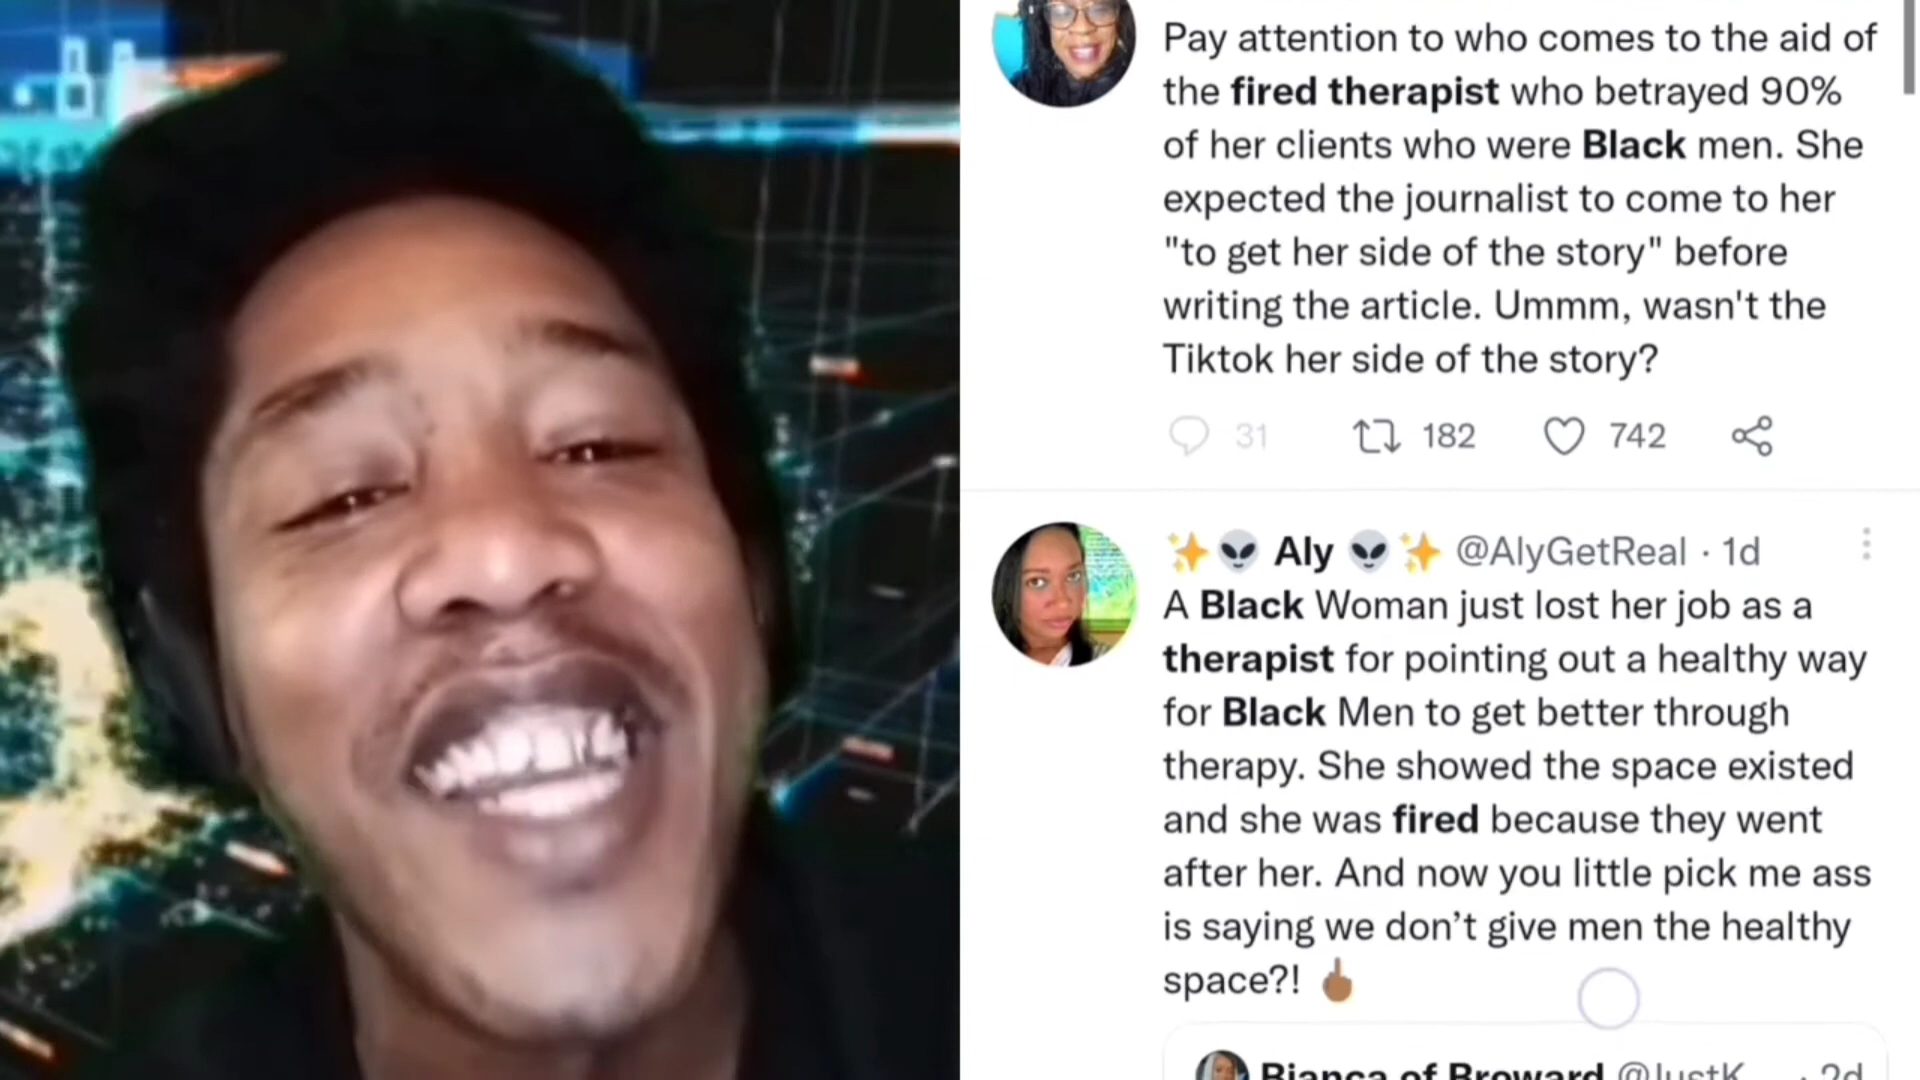 Pay attention to who comes to the aid of
the fired therapist who betrayed 90%
of her clients who were Black men. She
expected the journalist to come to her
"to get her side of the story" before
writing the article. Ummm, wasn't the
Tiktok her side of the story?
31 182 742
✨👽 Aly 👽✨ @AlyGetReal · 1d
A Black Woman just lost her job as a
therapist for pointing out a healthy way
for Black Men to get better through
therapy. She showed the space existed
and she was fired because they went
after her. And now you little pick me ass
is saying we don’t give men the healthy
space?! 🖕🏾
Bianca of Broward @JustK... · 2d